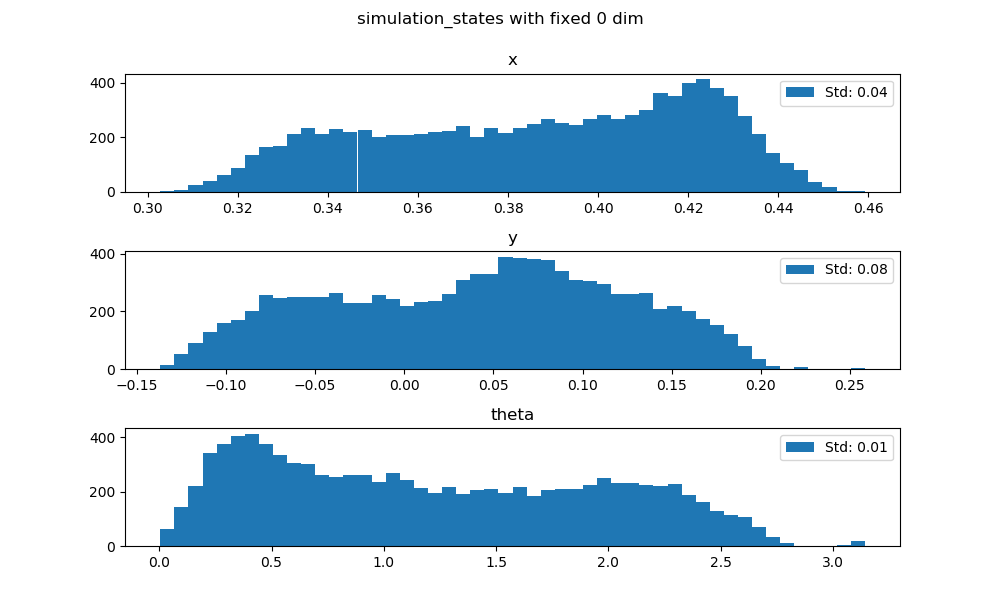 simulation_states with fixed 0 dim
x
400
200
0
Std: 0.04
0.30 0.32 0.34 0.36 0.38 0.40 0.42 0.44 0.46
y
400
200
0
Std: 0.08
−0.15 −0.10 −0.05 0.00 0.05 0.10 0.15 0.20 0.25
theta
400
200
0
Std: 0.01
0.0 0.5 1.0 1.5 2.0 2.5 3.0